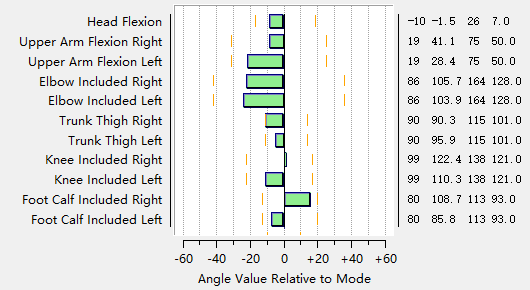 Head Flexion -10 -1.5 26 7.0
Upper Arm Flexion Right 19 41.1 75 50.0
Upper Arm Flexion Left 19 28.4 75 50.0
Elbow Included Right 86 105.7 164 128.0
Elbow Included Left 86 103.9 164 128.0
Trunk Thigh Right 90 90.3 115 101.0
Trunk Thigh Left 90 95.9 115 101.0
Knee Included Right 99 122.4 138 121.0
Knee Included Left 99 110.3 138 121.0
Foot Calf Included Right 80 108.7 113 93.0
Foot Calf Included Left 80 85.8 113 93.0
-60 -40 -20 0 +20 +40 +60
Angle Value Relative to Mode